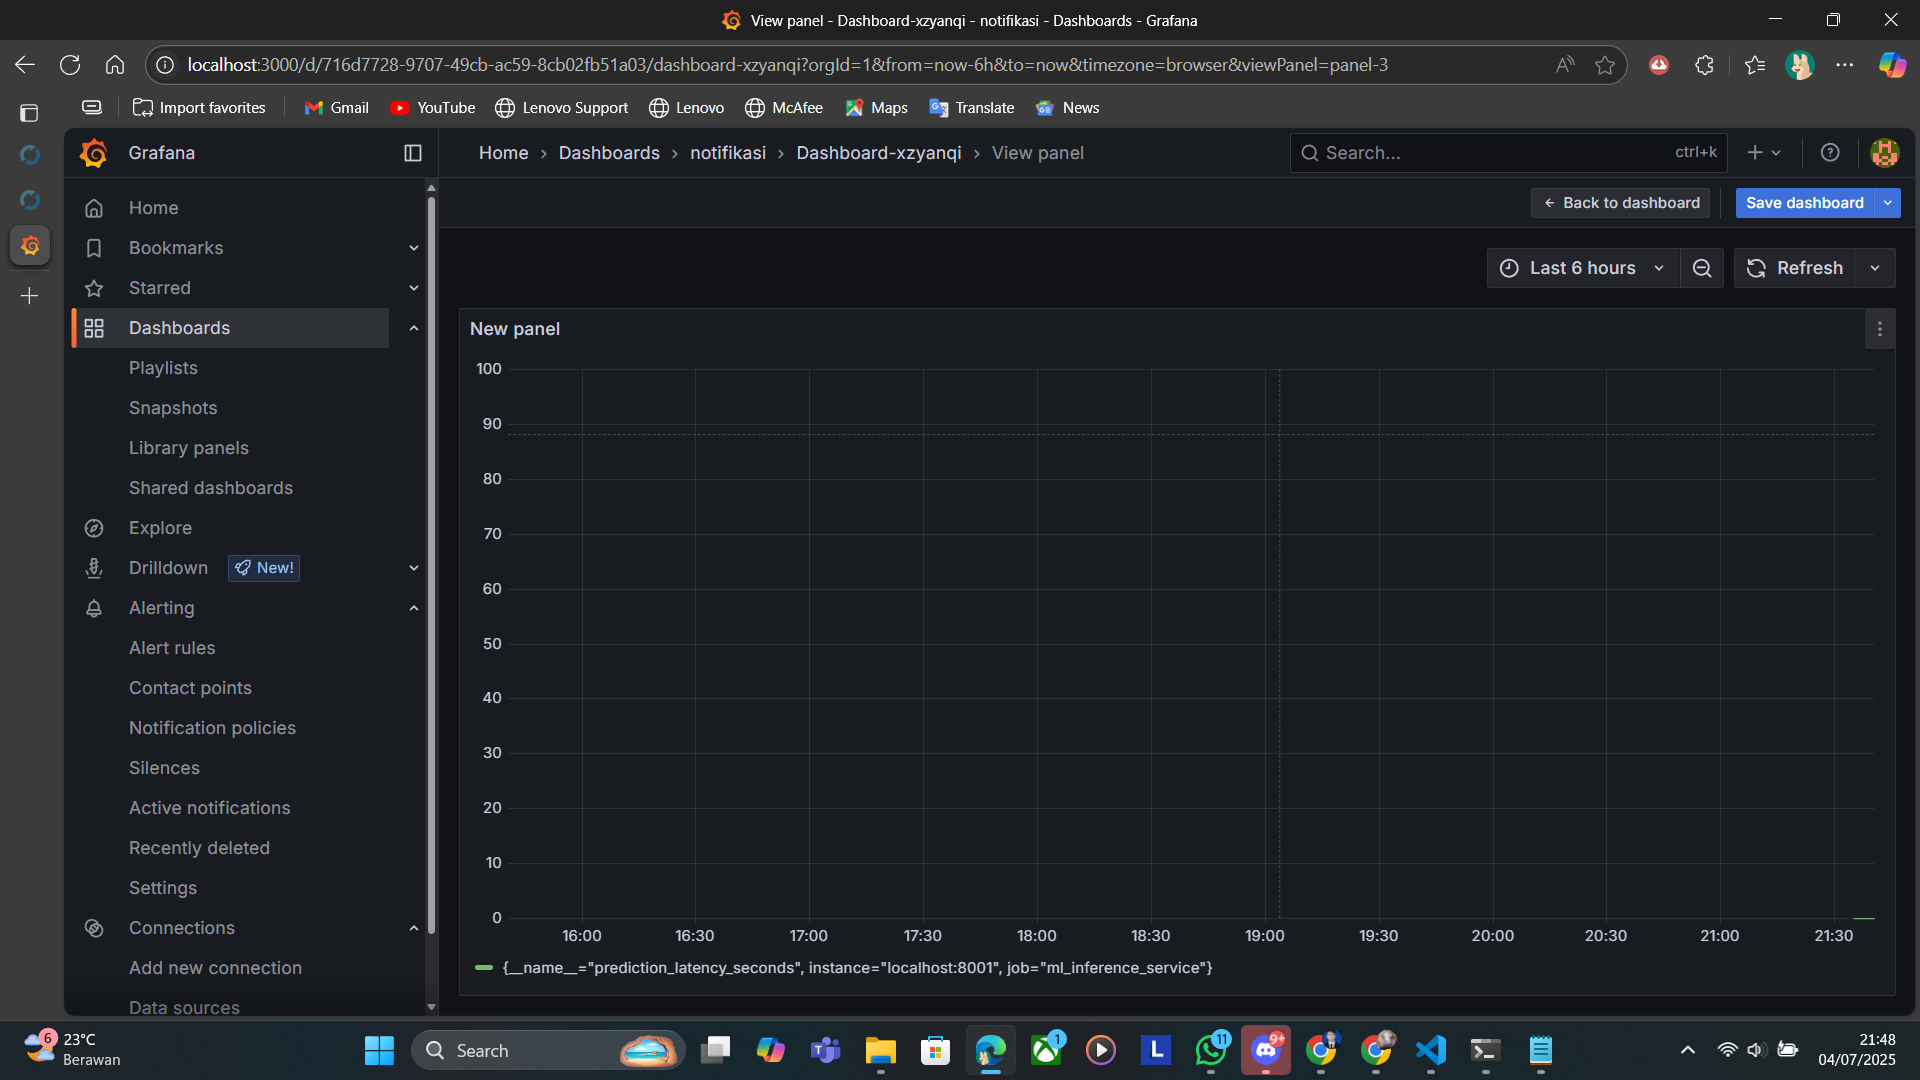 View panel - Dashboard-xzyanqi - notifikasi - Dashboards - Grafana
localhost:3000/d/716d7728-9707-49cb-ac59-8cb02fb51a03/dashboard-xzyanqi?orgId=1&from=now-6h&to=now&timezone=browser&viewPanel=panel-3
Import favorites
Gmail
YouTube
Lenovo Support
Lenovo
McAfee
Maps
Translate
News
Grafana
Home › Dashboards › notifikasi › Dashboard-xzyanqi › View panel
Search...
ctrl+k
Back to dashboard
Save dashboard
Home
Bookmarks
Starred
Dashboards
Playlists
Snapshots
Library panels
Shared dashboards
Explore
Drilldown
New!
Alerting
Alert rules
Contact points
Notification policies
Silences
Active notifications
Recently deleted
Settings
Connections
Add new connection
Data sources
Last 6 hours
Refresh
New panel
100
90
80
70
60
50
40
30
20
10
0
16:00
16:30
17:00
17:30
18:00
18:30
19:00
19:30
20:00
20:30
21:00
21:30
{__name__="prediction_latency_seconds", instance="localhost:8001", job="ml_inference_service"}
6
23°C
Berawan
Search
1
L
11
9+
21:48
04/07/2025